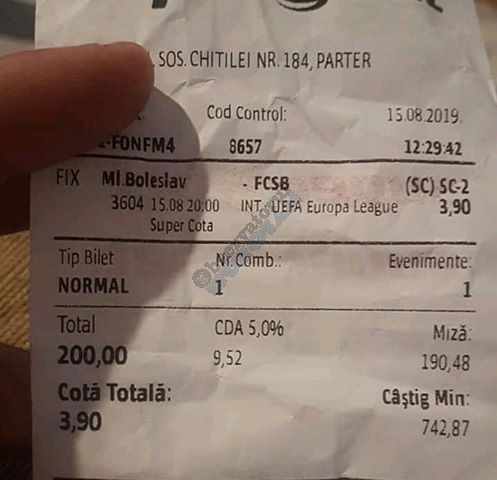 SOS. CHITILEI NR. 184, PARTER
Cod Control: 15.08.2019
-FONFM4 8657 12:29:42
FIX Ml.Boleslav - FCSB (SC) SC-2
3604 15.08 20:00 INT. UEFA Europa League 3,90
Super Cota
Tip Bilet Nr.Comb.: Evenimente:
NORMAL 1 1
Total CDA 5,0% Miză:
200,00 9,52 190,48
Cotă Totală: Câştig Min:
3,90 742,87